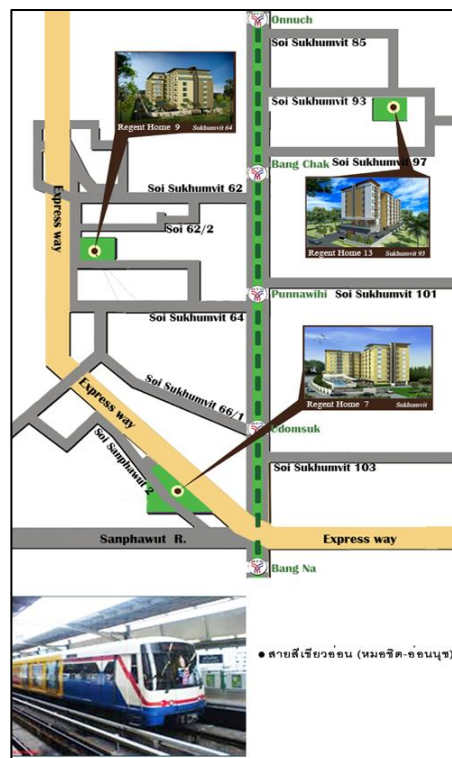 Onnuch
Soi Sukhumvit 85
Soi Sukhumvit 93
Regent Home 9 Sukhumvit 64
Bang Chak
Soi Sukhumvit 97
Soi Sukhumvit 62
Express way
Soi 62/2
Regent Home 13 Sukhumvit 93
Punnawihi
Soi Sukhumvit 101
Soi Sukhumvit 64
Express way
Soi Sukhumvit 66/1
Regent Home 7 Sukhumvit
Udomsuk
Soi Sukhumvit 103
Soi Sanphawut 2
Sanphawut R.
Express way
Bang Na
● สายสีเขียวอ่อน (หมอชิต-อ่อนนุช)